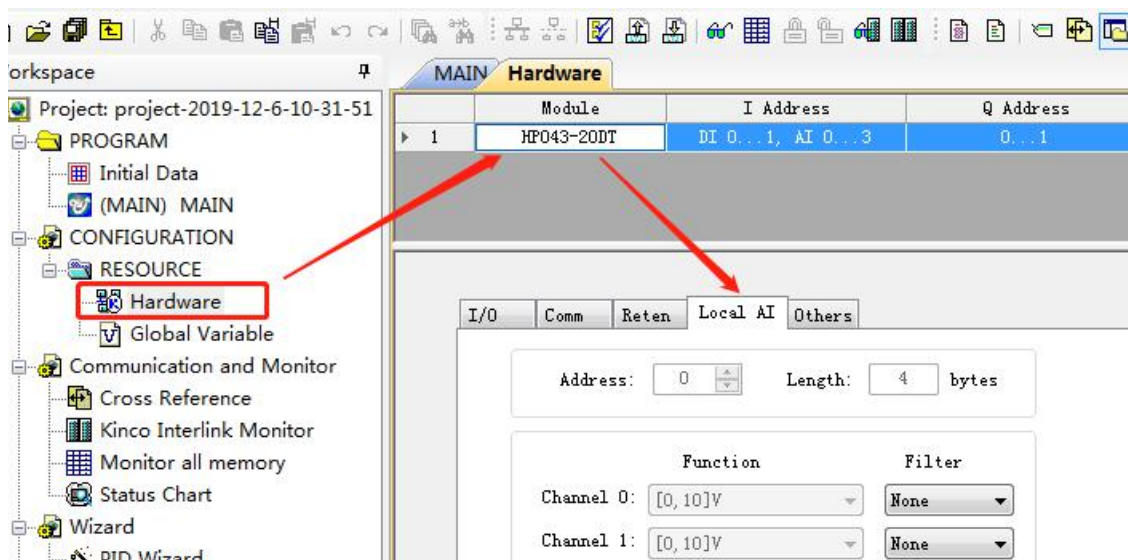 orkspace
Project: project-2019-12-6-10-31-51
PROGRAM
Initial Data
(MAIN) MAIN
CONFIGURATION
RESOURCE
Hardware
Global Variable
Communication and Monitor
Cross Reference
Kinco Interlink Monitor
Monitor all memory
Status Chart
Wizard
PID Wizard
MAIN Hardware
Module I Address Q Address
1 HP043-20DT DI 0...1, AI 0...3 0...1
I/O Comm Reten Local AI Others
Address: 0 Length: 4 bytes
Function Filter
Channel 0: [0,10]V None
Channel 1: [0,10]V None